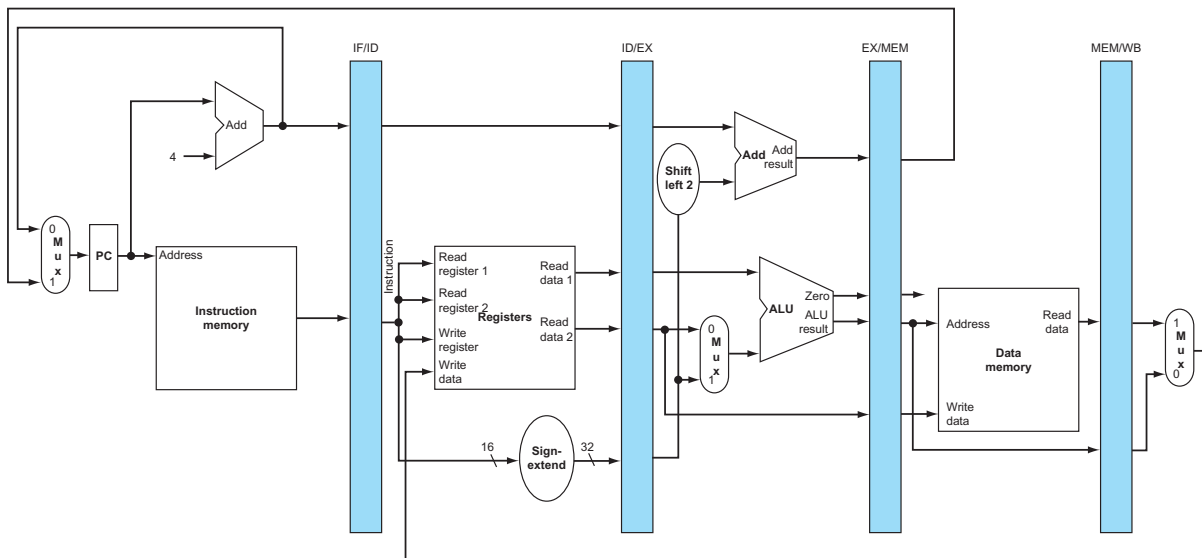 IF/ID
ID/EX
EX/MEM
MEM/WB
Add
4
Shift
left 2
Add
Add
result
0
M
u
x
1
PC
Address
Instruction
memory
Instruction
Read
register 1
Read
register 2
Write
register
Write
data
Registers
Read
data 1
Read
data 2
0
M
u
x
1
Zero
ALU
ALU
result
Address
Read
data
Data
memory
Write
data
1
M
u
x
0
16
Sign-
extend
32